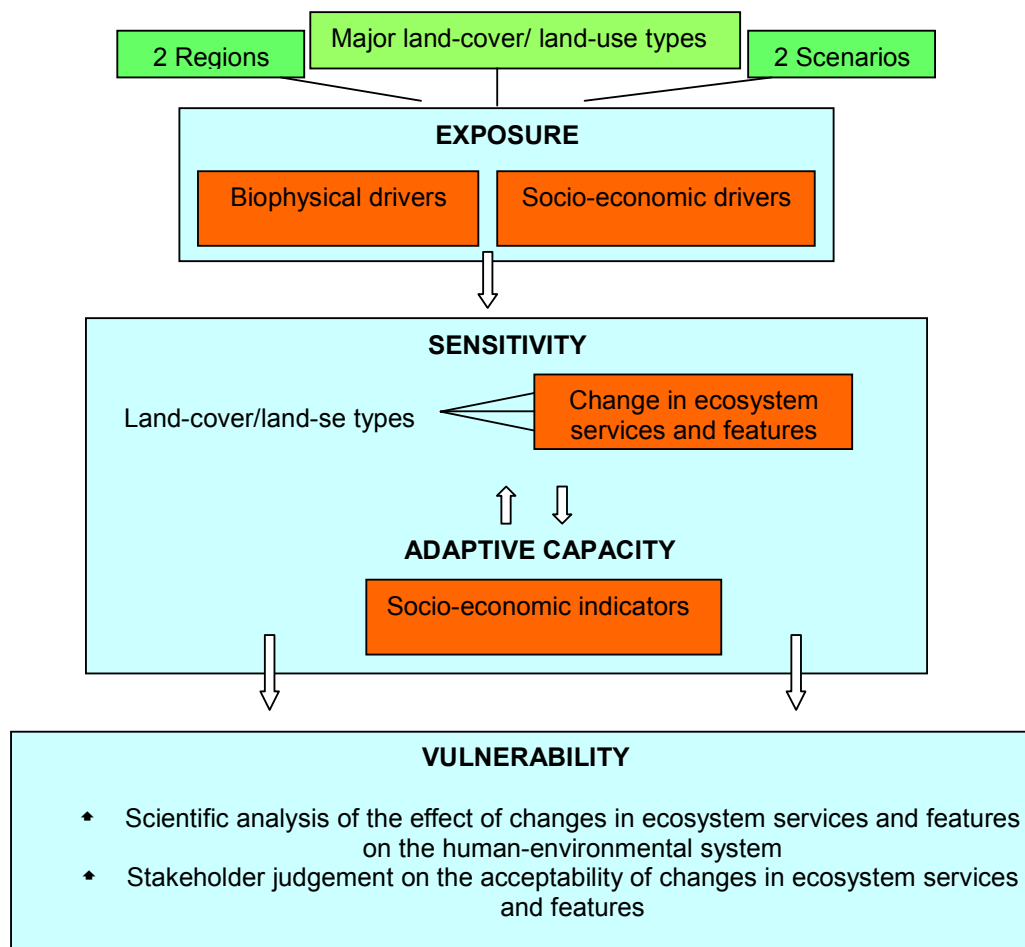 Major land-cover/ land-use types
2 Regions
2 Scenarios
EXPOSURE
Biophysical drivers
Socio-economic drivers
SENSITIVITY
Land-cover/land-se types
Change in ecosystem
services and features
ADAPTIVE CAPACITY
Socio-economic indicators
VULNERABILITY
Scientific analysis of the effect of changes in ecosystem services and features
on the human-environmental system
Stakeholder judgement on the acceptability of changes in ecosystem services
and features